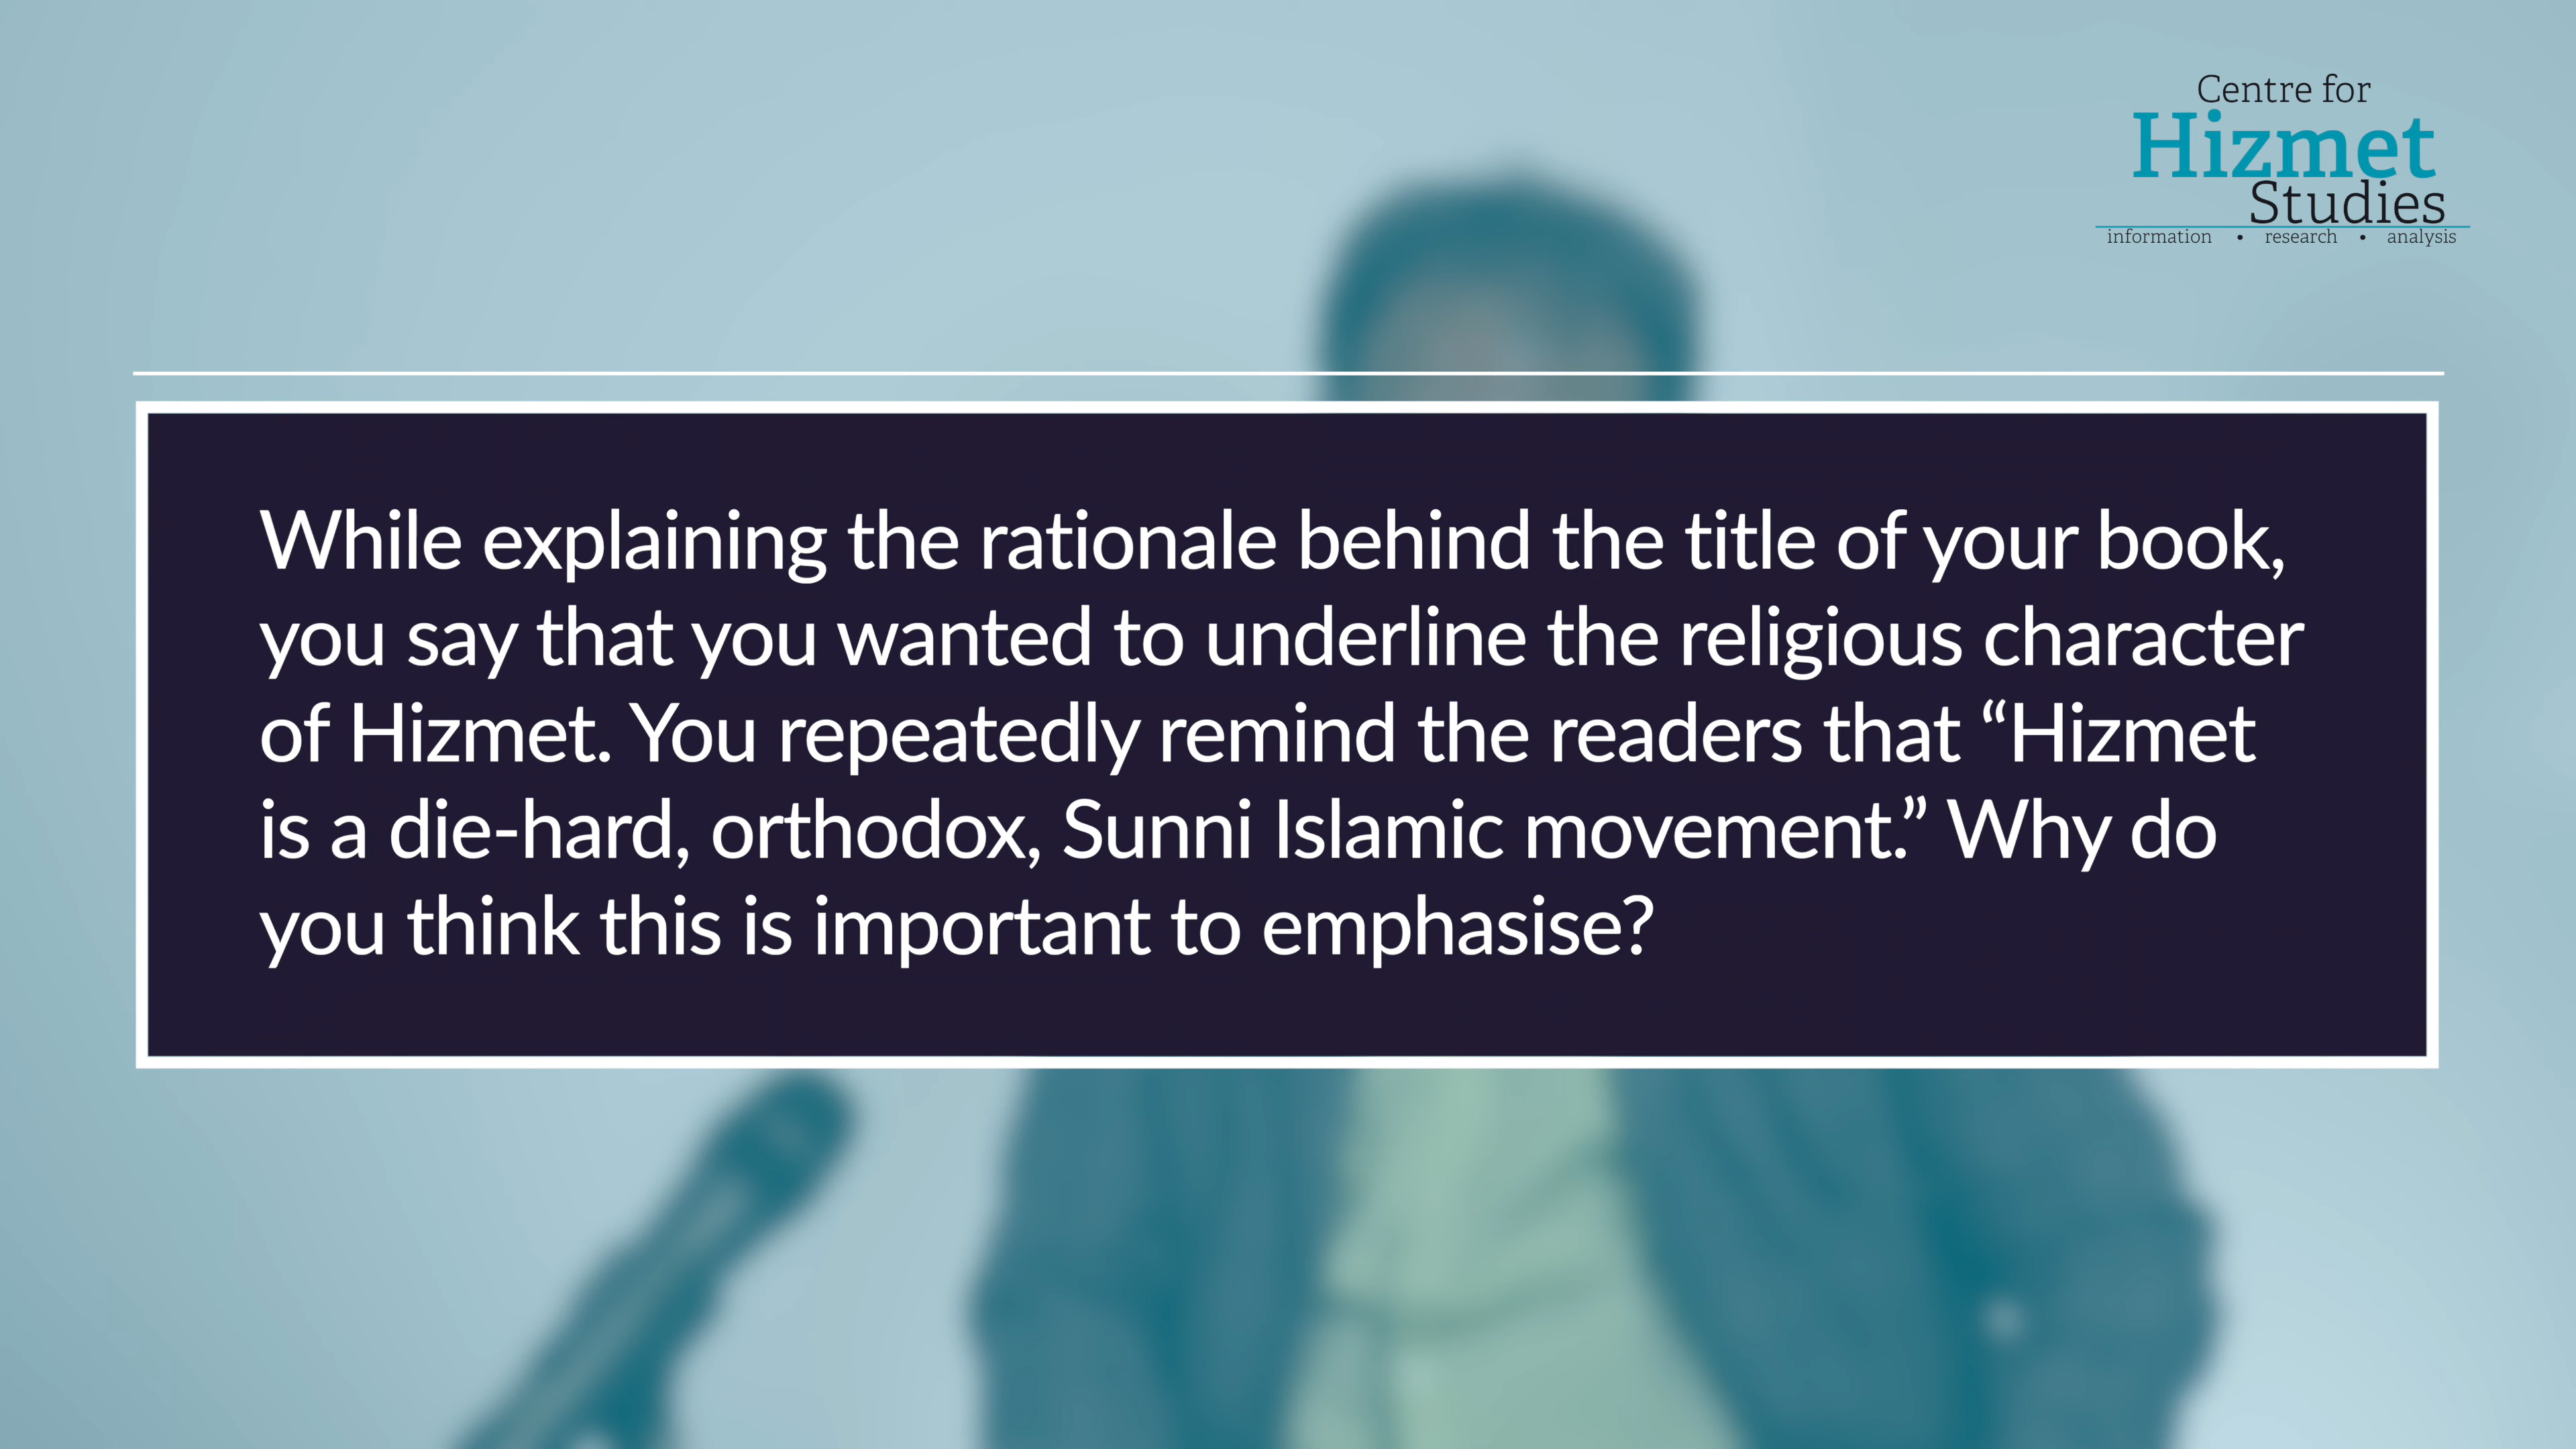 Centre for
Hizmet
Studies
information • research • analysis
While explaining the rationale behind the title of your book,
you say that you wanted to underline the religious character
of Hizmet. You repeatedly remind the readers that “Hizmet
is a die-hard, orthodox, Sunni Islamic movement.” Why do
you think this is important to emphasise?